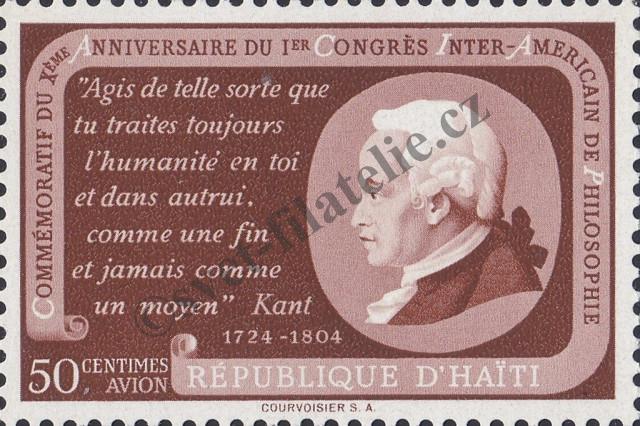 COMMÉMORATIF DU Xème ANNIVERSAIRE DU 1ER CONGRÈS INTER-AMERICAIN DE PHILOSOPHIE
"Agis de telle sorte que
tu traites toujours
l'humanité en toi
et dans autrui,
comme une fin
et jamais comme
un moyen" Kant
1724-1804
50 CENTIMES
AVION
RÉPUBLIQUE D'HAÏTI
COURVOISIER S.A.
© svet-filatelie.cz